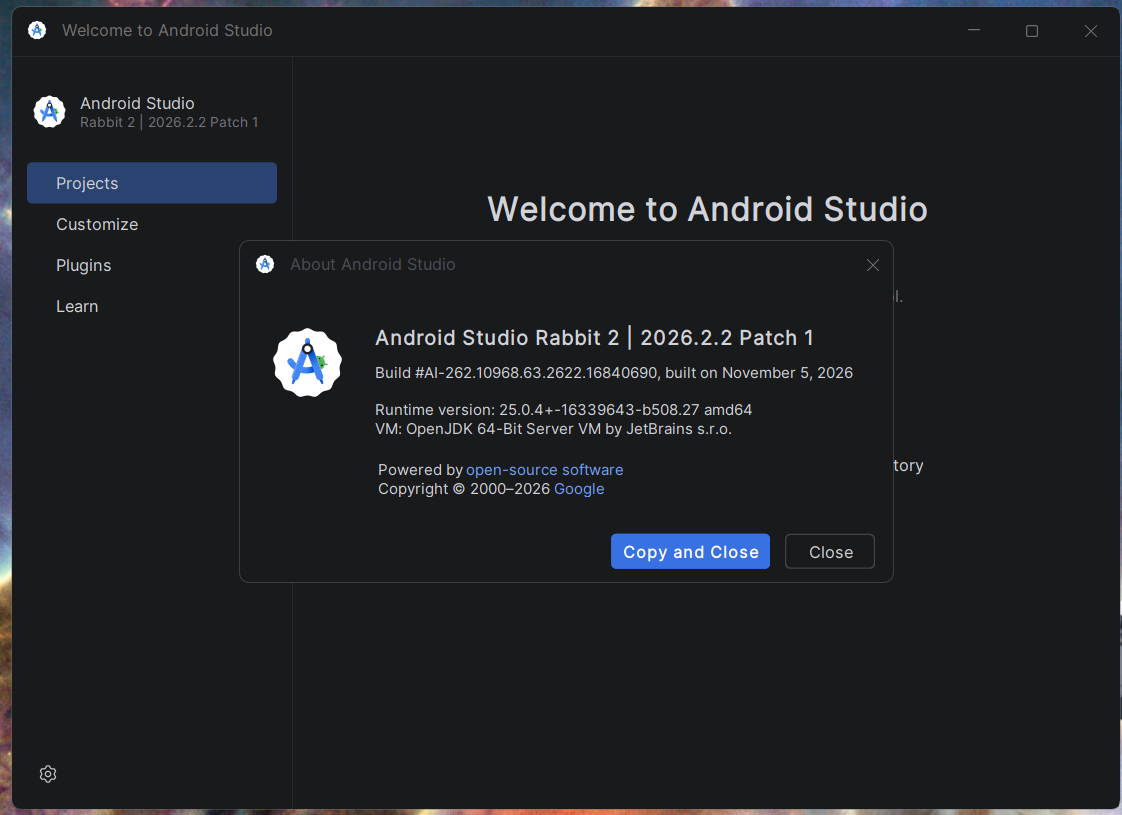 Welcome to Android Studio
Android Studio
Rabbit 2 | 2026.2.2 Patch 1
Projects
Customize
Plugins
Learn
Welcome to Android Studio
About Android Studio
Android Studio Rabbit 2 | 2026.2.2 Patch 1
Build #AI-262.10968.63.2622.16840690, built on November 5, 2026
Runtime version: 25.0.4+-16339643-b508.27 amd64
VM: OpenJDK 64-Bit Server VM by JetBrains s.r.o.
Powered by open-source software
Copyright © 2000–2026 Google
Copy and Close
Close